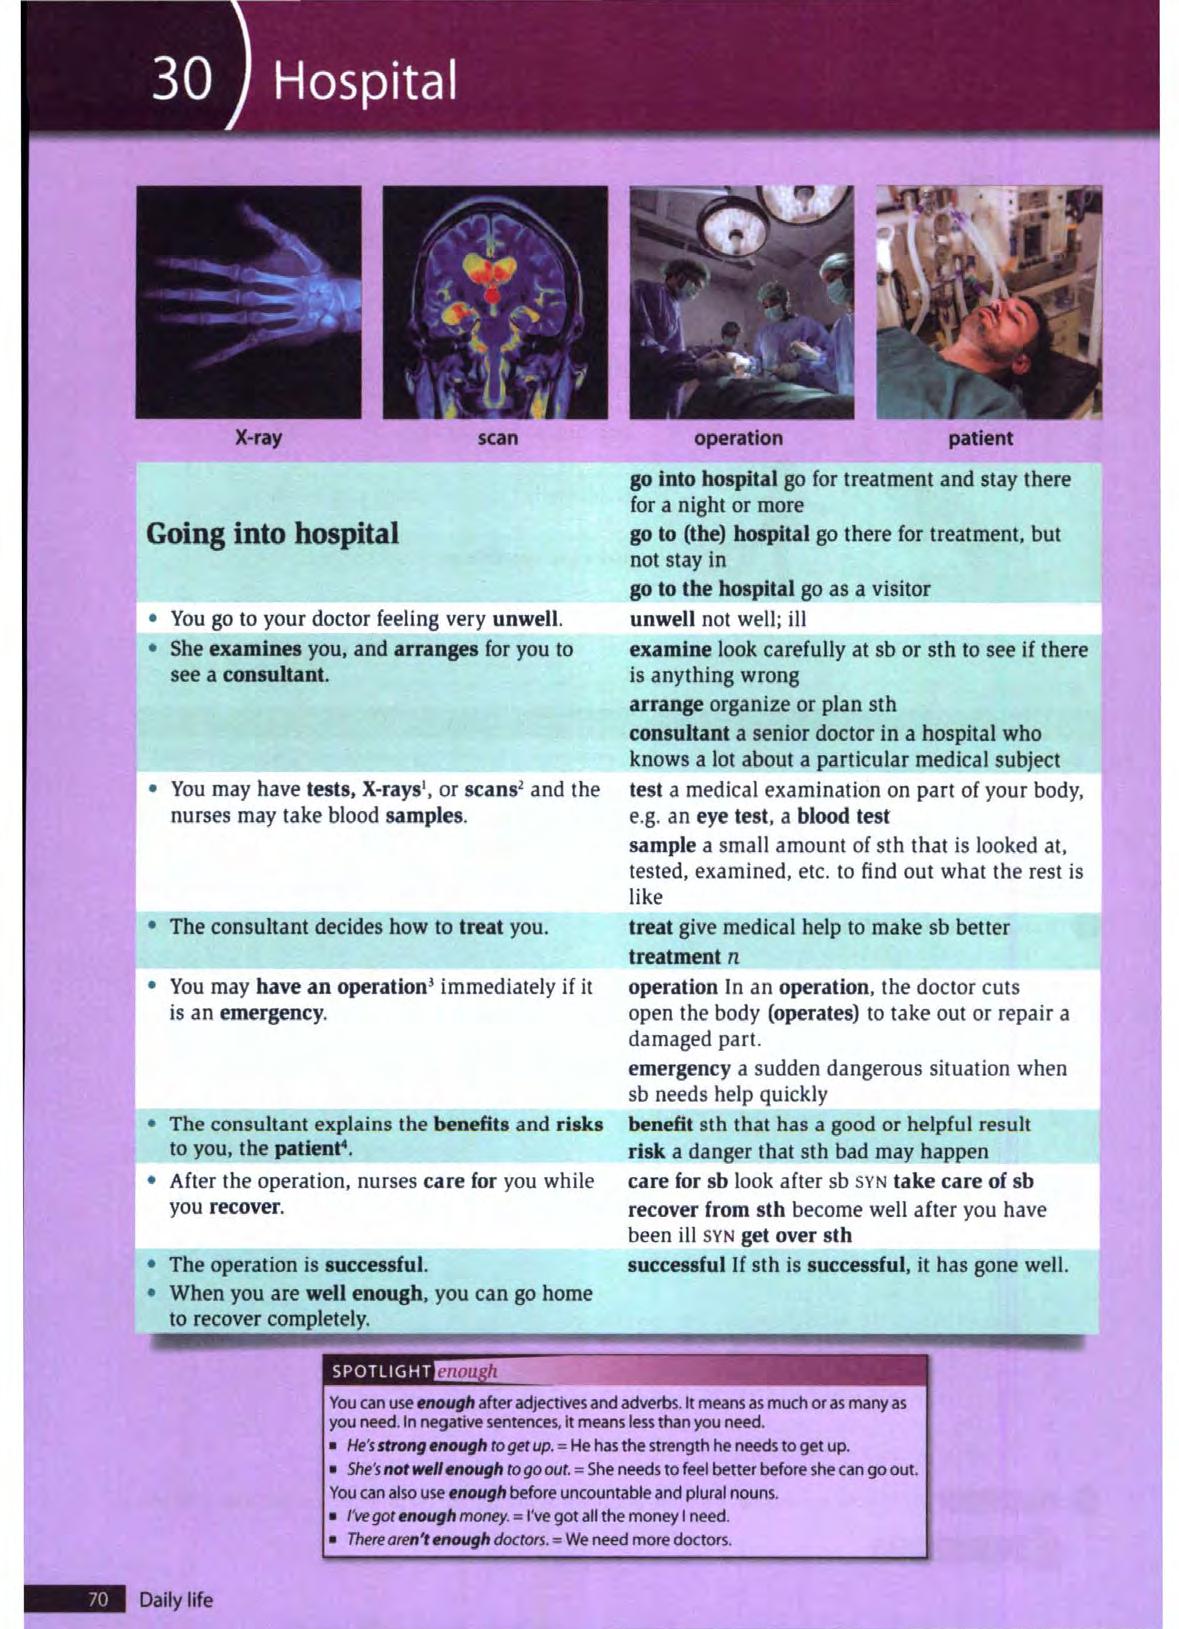 30
Hospital
X-ray
scan
operation
patient
Going into hospital
go into hospital go for treatment and stay there
for a night or more
go to (the) hospital go there for treatment, but
not stay in
go to the hospital go as a visitor
• You go to your doctor feeling very unwell.
unwell not well; ill
• She examines you, and arranges for you to
see a consultant.
examine look carefully at sb or sth to see if there
is anything wrong
arrange organize or plan sth
consultant a senior doctor in a hospital who
knows a lot about a particular medical subject
• You may have tests, X-rays¹, or scans² and the
nurses may take blood samples.
test a medical examination on part of your body,
e.g. an eye test, a blood test
sample a small amount of sth that is looked at,
tested, examined, etc. to find out what the rest is
like
• The consultant decides how to treat you.
treat give medical help to make sb better
treatment n
• You may have an operation³ immediately if it
is an emergency.
operation In an operation, the doctor cuts
open the body (operates) to take out or repair a
damaged part.
emergency a sudden dangerous situation when
sb needs help quickly
• The consultant explains the benefits and risks
to you, the patient⁴.
benefit sth that has a good or helpful result
risk a danger that sth bad may happen
• After the operation, nurses care for you while
you recover.
care for sb look after sb SYN take care of sb
recover from sth become well after you have
been ill SYN get over sth
• The operation is successful.
successful If sth is successful, it has gone well.
• When you are well enough, you can go home
to recover completely.
SPOTLIGHT enough
You can use enough after adjectives and adverbs. It means as much or as many as
you need. In negative sentences, it means less than you need.
▪ He's strong enough to get up. = He has the strength he needs to get up.
▪ She's not well enough to go out. = She needs to feel better before she can go out.
You can also use enough before uncountable and plural nouns.
▪ I've got enough money. = I've got all the money I need.
▪ There aren't enough doctors. = We need more doctors.
70 Daily life